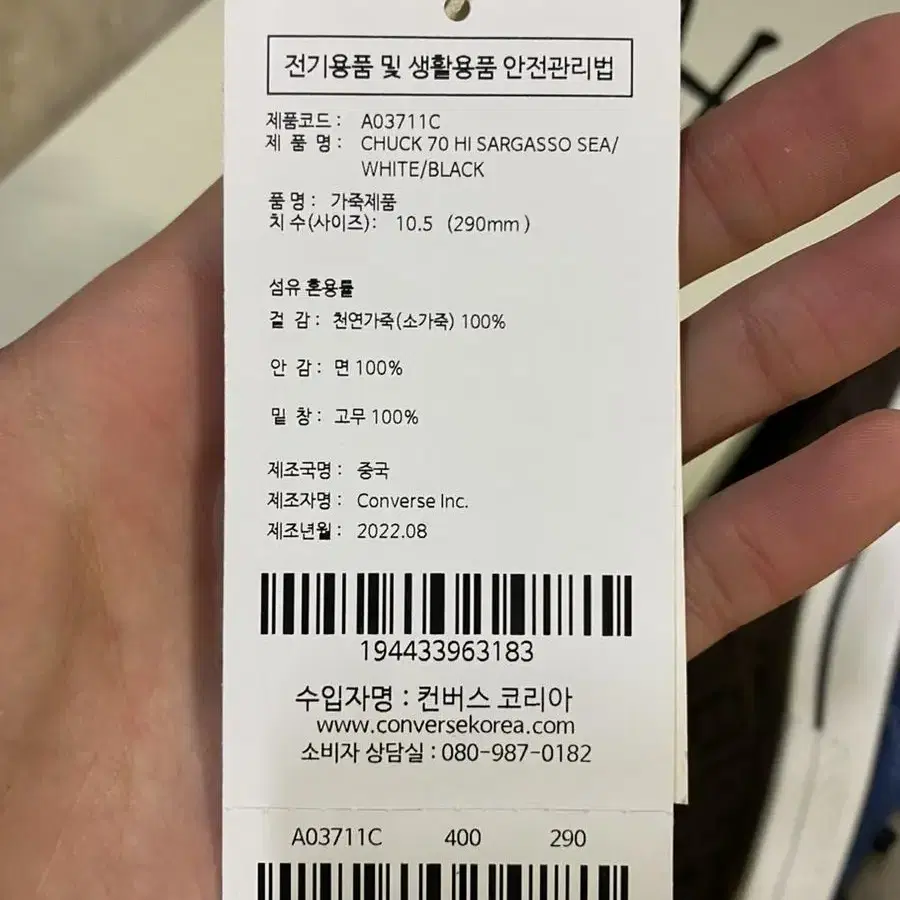 전기용품 및 생활용품 안전관리법
제품코드 : A03711C
제 품 명 : CHUCK 70 HI SARGASSO SEA/
WHITE/BLACK
품 명 : 가죽제품
치 수(사이즈) : 10.5 (290mm )
섬유 혼용률
겉 감 : 천연가죽(소가죽) 100%
안 감 : 면 100%
밑 창 : 고무 100%
제조국명 : 중국
제조자명 : Converse Inc.
제조년월 : 2022.08
194433963183
수입자명 : 컨버스 코리아
www.conversekorea.com
소비자 상담실 : 080-987-0182
A03711C 400 290